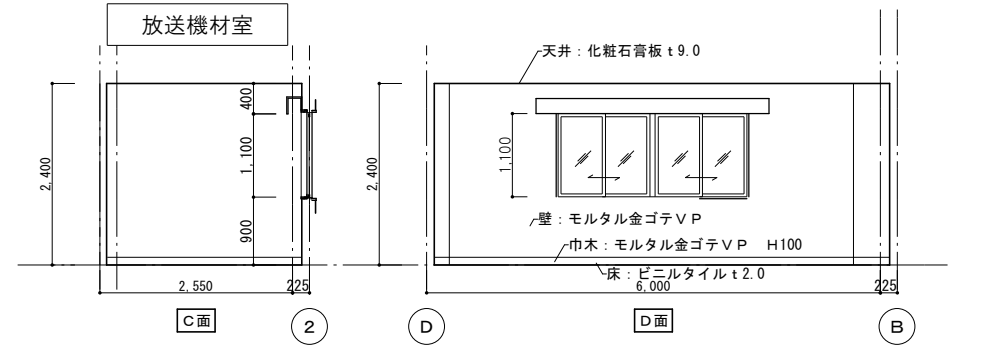 放送機材室
天井：化粧石膏板ｔ9.0
400
1,100
2,400
900
2,550
225
C面
2
2,400
1,100
壁：モルタル金ゴテＶＰ
巾木：モルタル金ゴテＶＰ　H100
床：ビニルタイルｔ2.0
6,000
225
D
D面
B